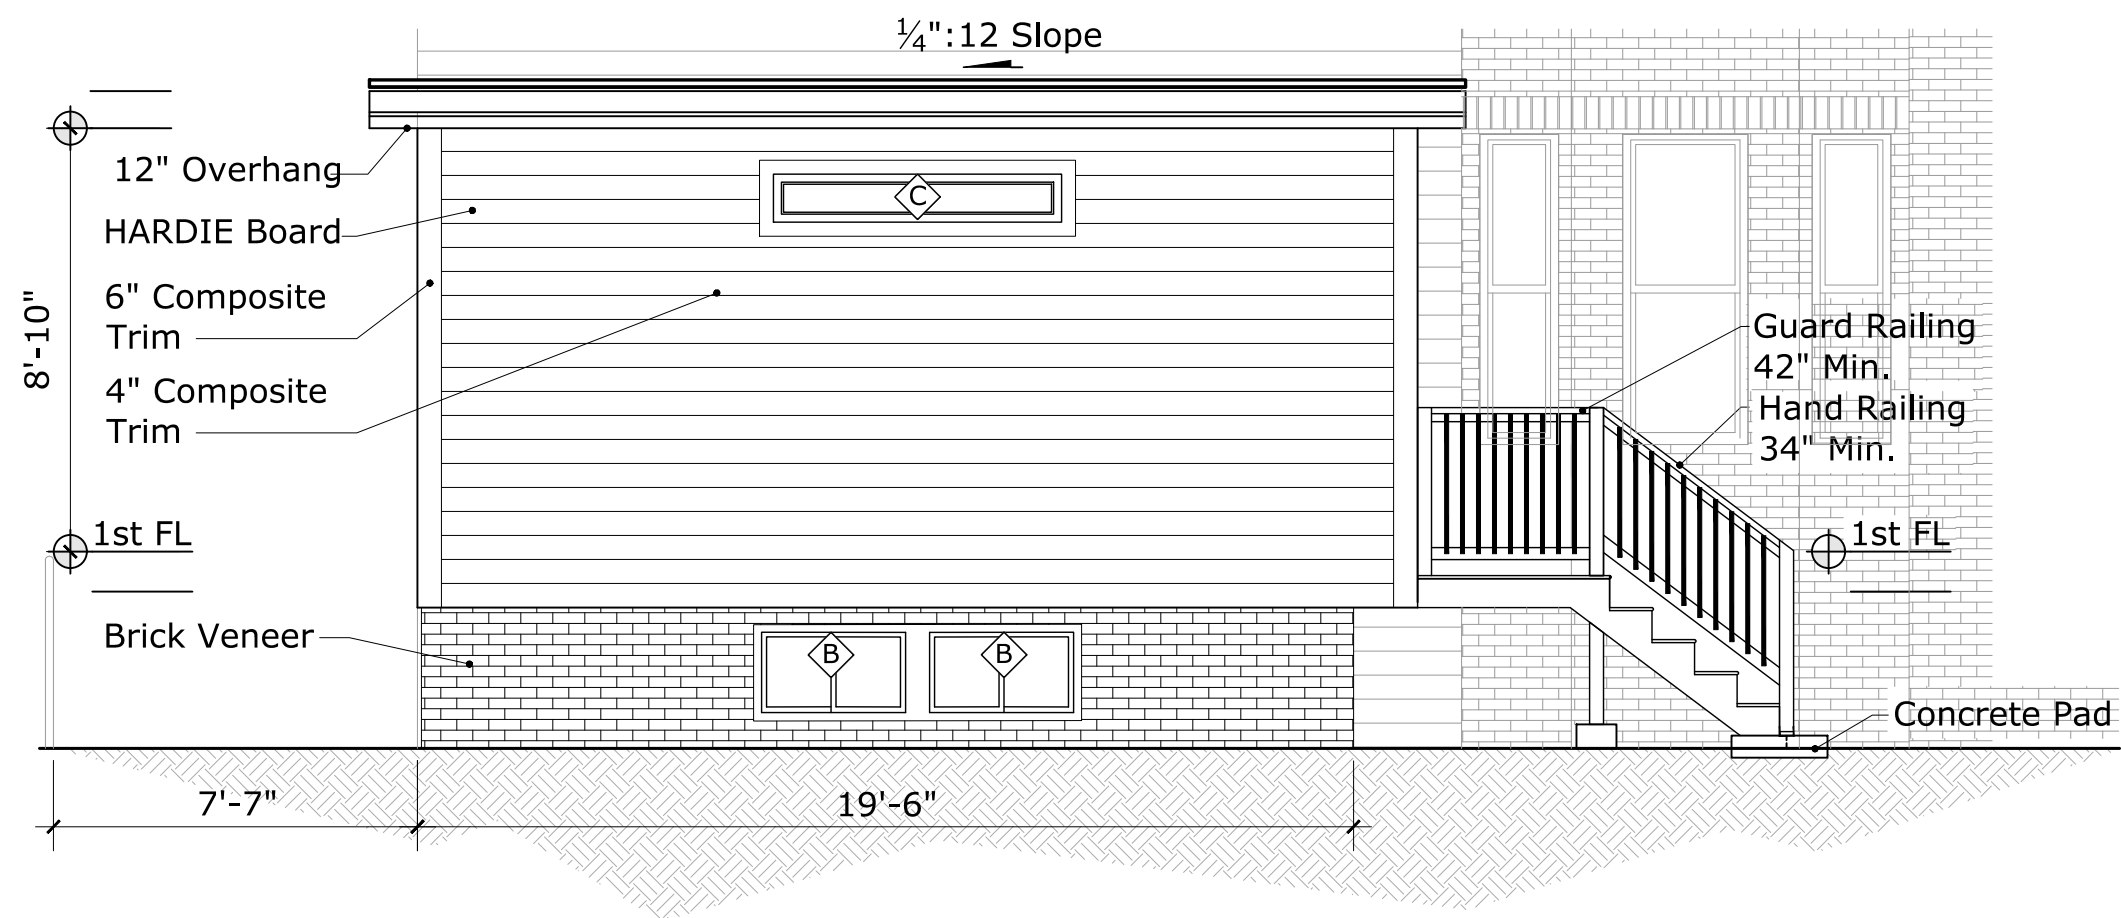 ¼":12 Slope
12" Overhang
HARDIE Board
6" Composite
Trim
4" Composite
Trim
8'-10"
1st FL
Brick Veneer
C
B
B
Guard Railing
42" Min.
Hand Railing
34" Min.
1st FL
Concrete Pad
7'-7"
19'-6"